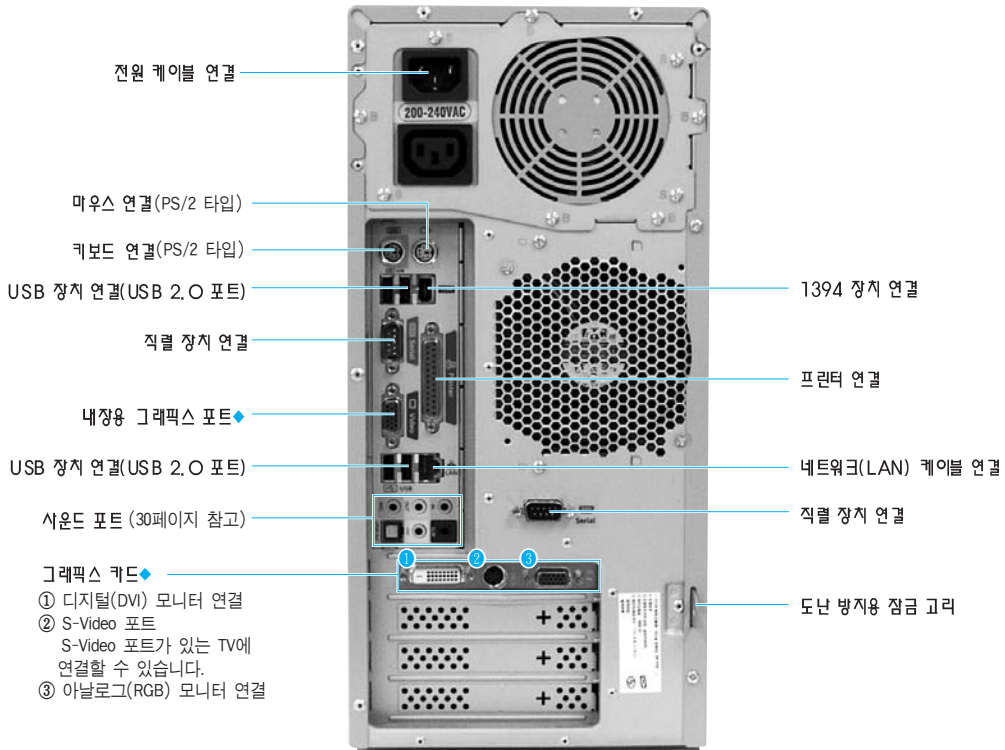 전원 케이블 연결
200-240VAC
마우스 연결(PS/2 타입)
키보드 연결(PS/2 타입)
USB 장치 연결(USB 2.0 포트)
1394 장치 연결
직렬 장치 연결
Serial
프린터 연결
내장용 그래픽스 포트◆
Video
USB 장치 연결(USB 2.0 포트)
네트워크(LAN) 케이블 연결
USB
LAN
사운드 포트 (30페이지 참고)
직렬 장치 연결
Serial
그래픽스 카드◆
① ② ③
① 디지털(DVI) 모니터 연결
② S-Video 포트
S-Video 포트가 있는 TV에
연결할 수 있습니다.
③ 아날로그(RGB) 모니터 연결
도난 방지용 잠금 고리